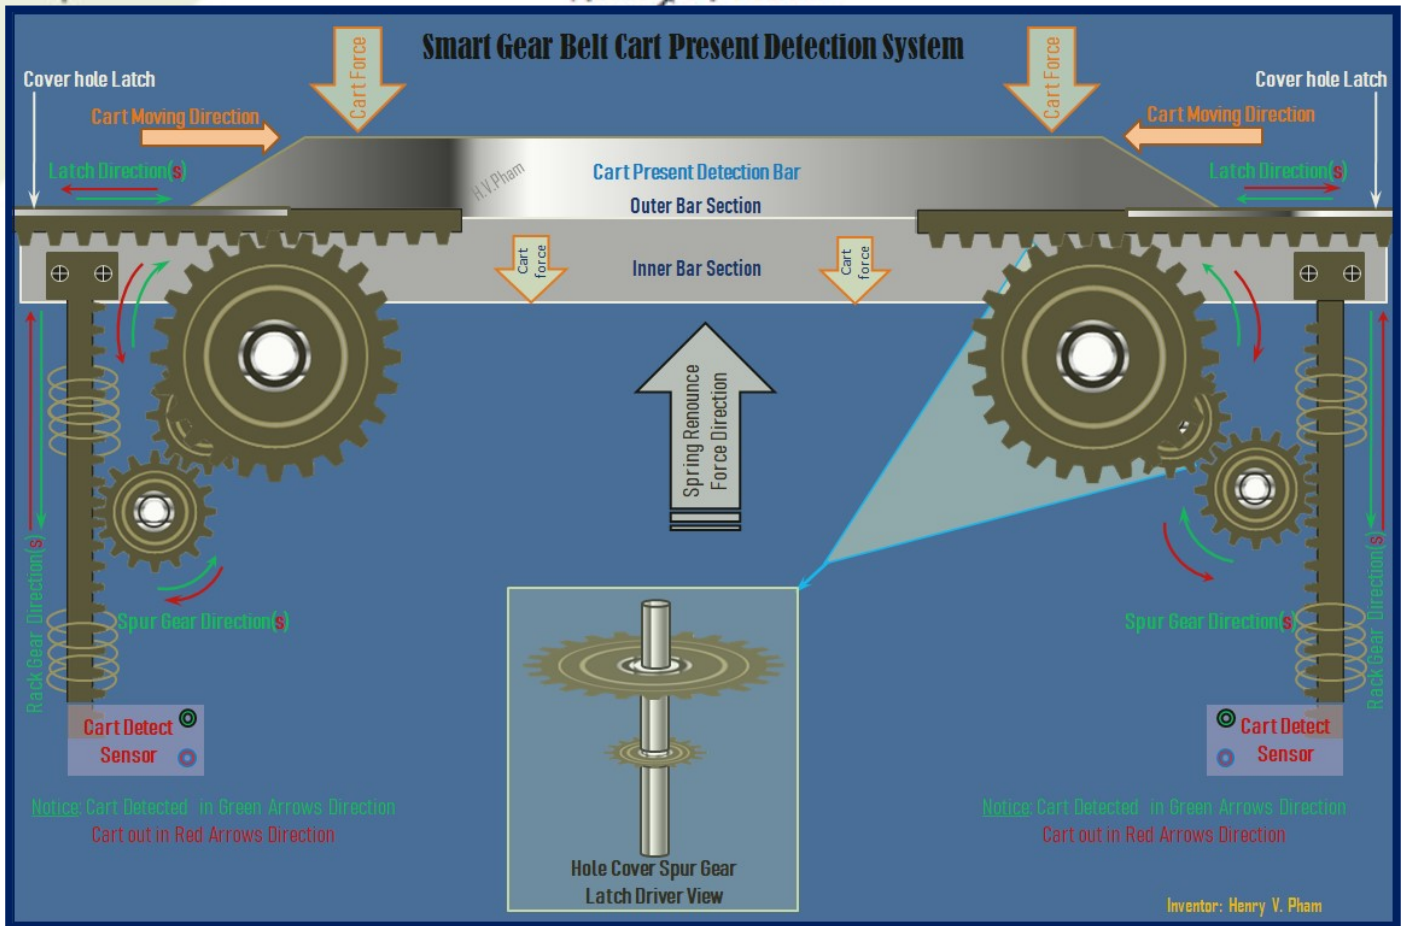 Smart Gear Belt Cart Present Detection System
Cart Force
Cart Force
Cover hole Latch
Cover hole Latch
Cart Moving Direction
Cart Moving Direction
Latch Direction(s)
Latch Direction(s)
H.V.Pham
Cart Present Detection Bar
Outer Bar Section
Inner Bar Section
Cart
force
Cart
force
Spring Renounce
Force Direction
Rack Gear Direction(s)
Rack Gear Direction(s)
Spur Gear Direction(s)
Spur Gear Direction(s)
Cart Detect
Sensor
Cart Detect
Sensor
Notice: Cart Detected in Green Arrows Direction
Cart out in Red Arrows Direction
Notice: Cart Detected in Green Arrows Direction
Cart out in Red Arrows Direction
Hole Cover Spur Gear
Latch Driver View
Inventor: Henry V. Pham